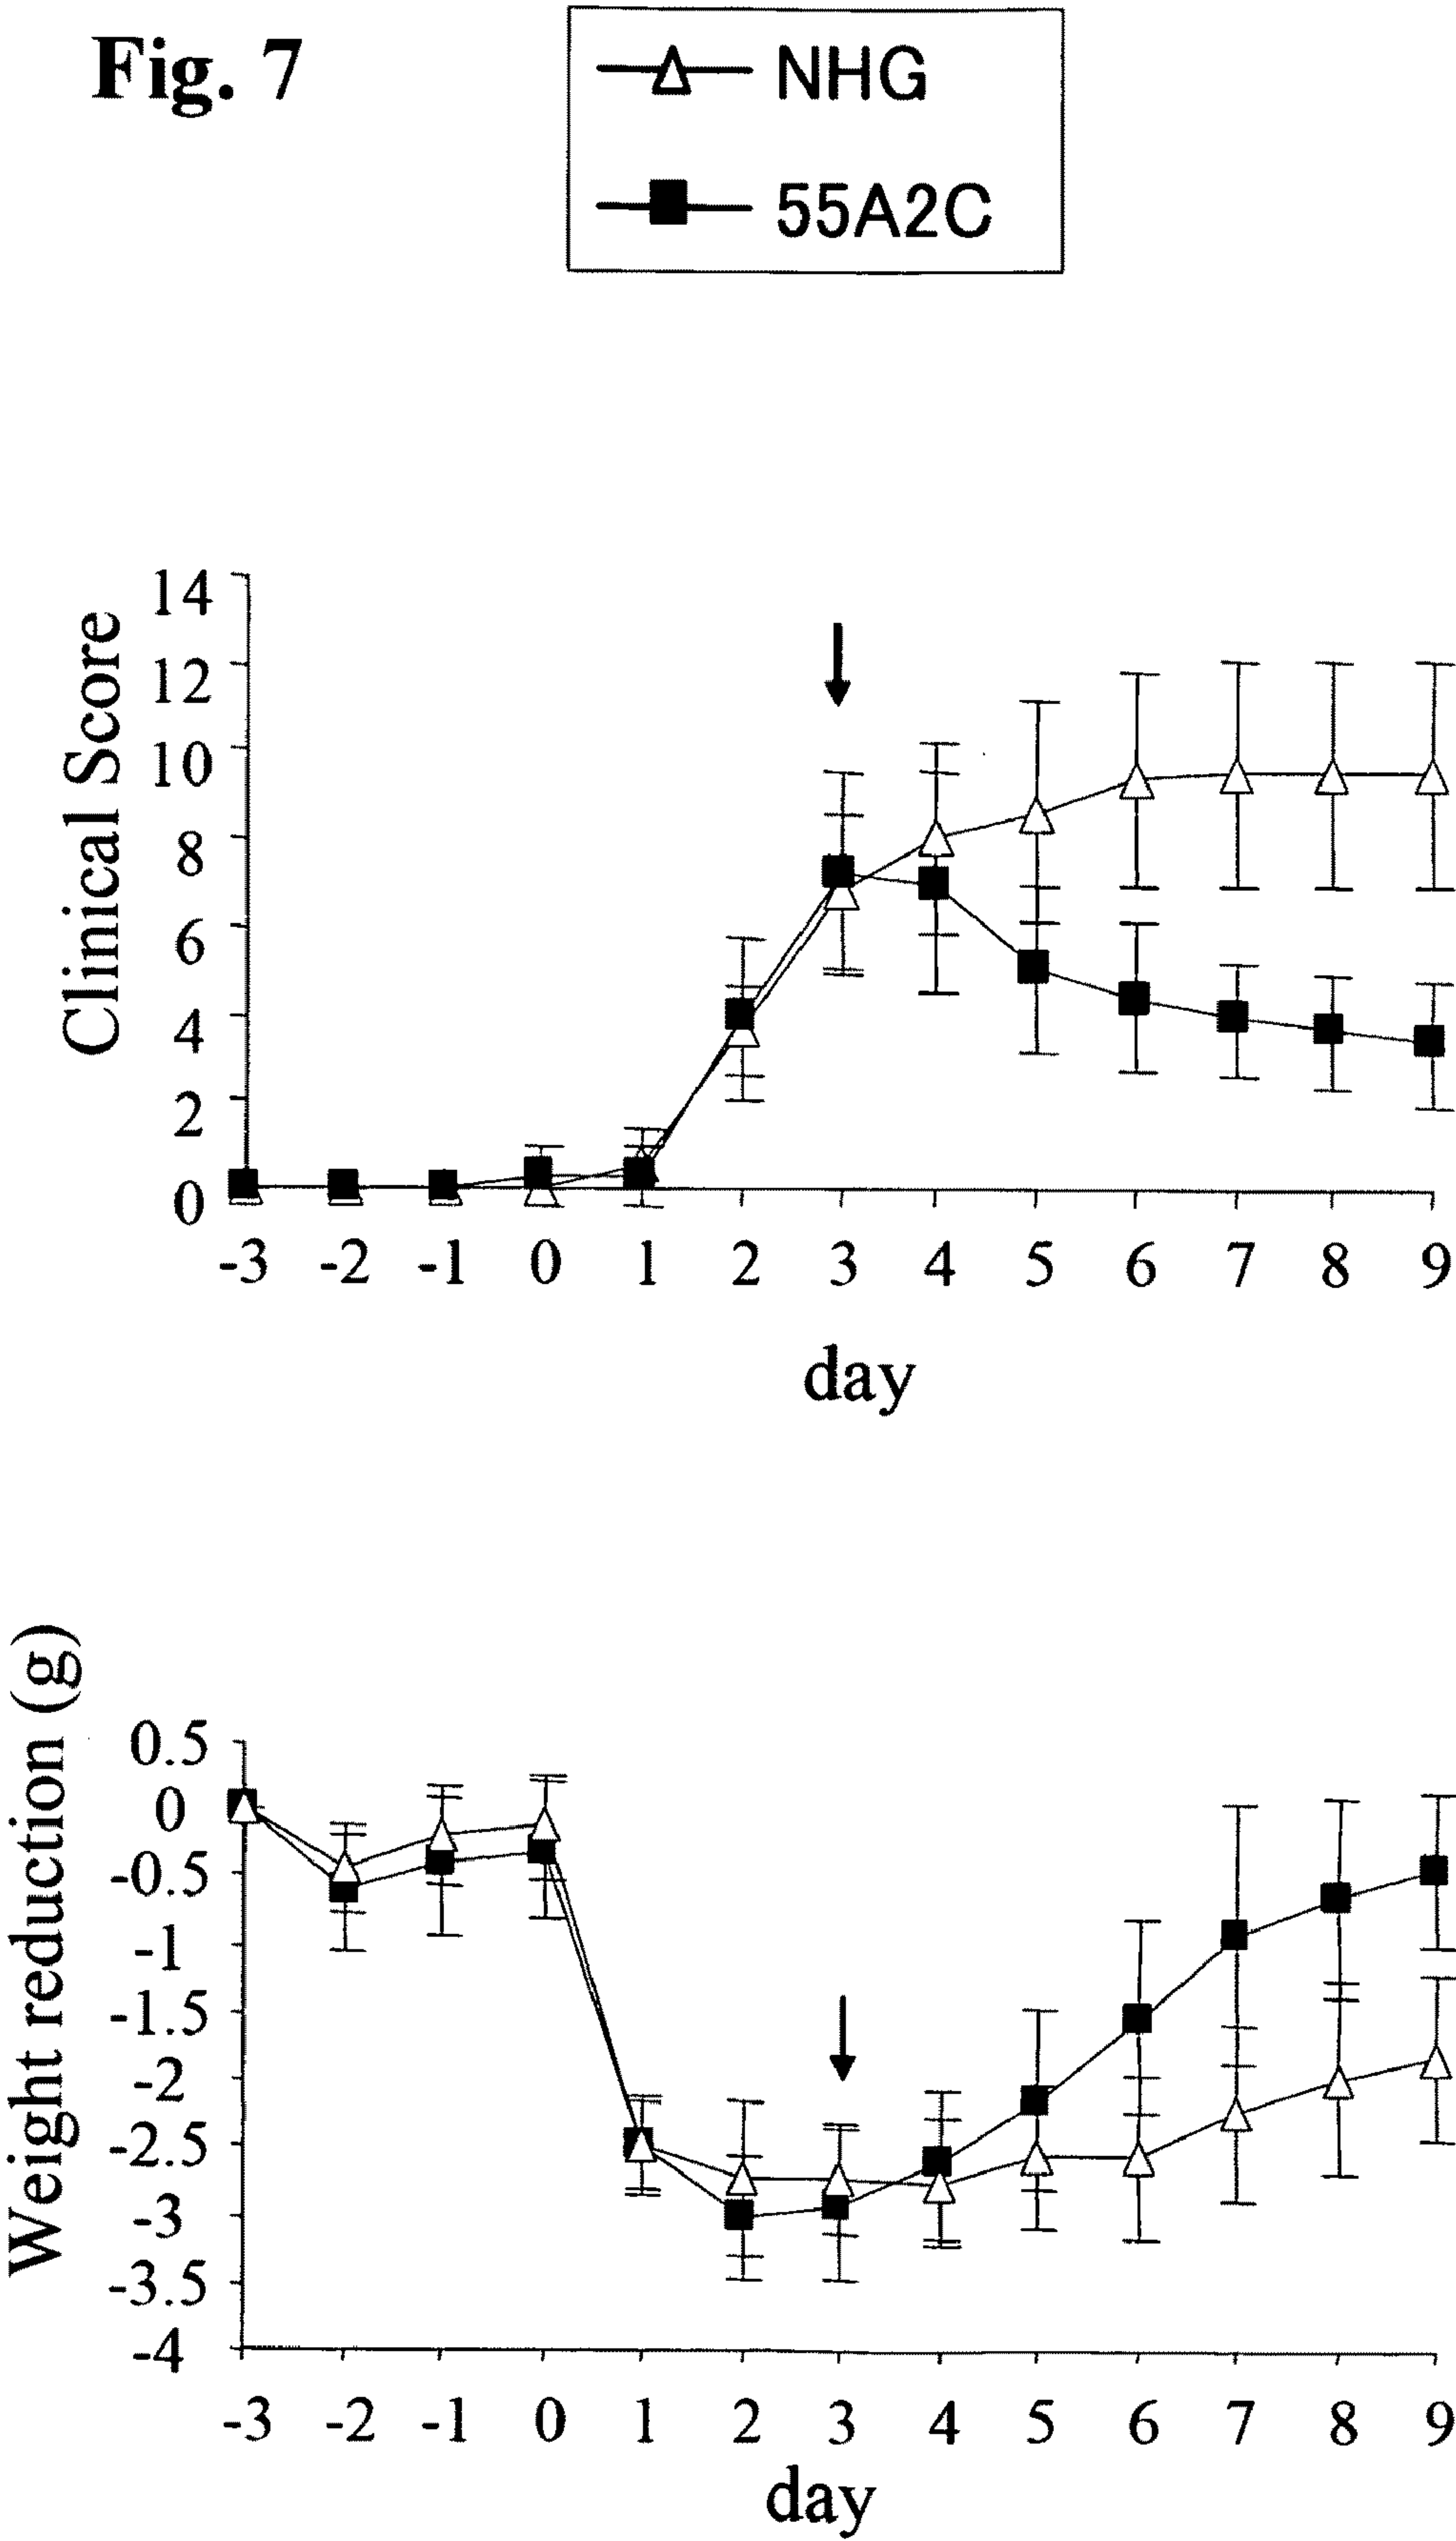 Fig. 7
NHG
55A2C
Clinical Score
14
12
10
8
6
4
2
0
-3 -2 -1 0 1 2 3 4 5 6 7 8 9
day
Weight reduction (g)
0.5
0
-0.5
-1
-1.5
-2
-2.5
-3
-3.5
-4
-3 -2 -1 0 1 2 3 4 5 6 7 8 9
day